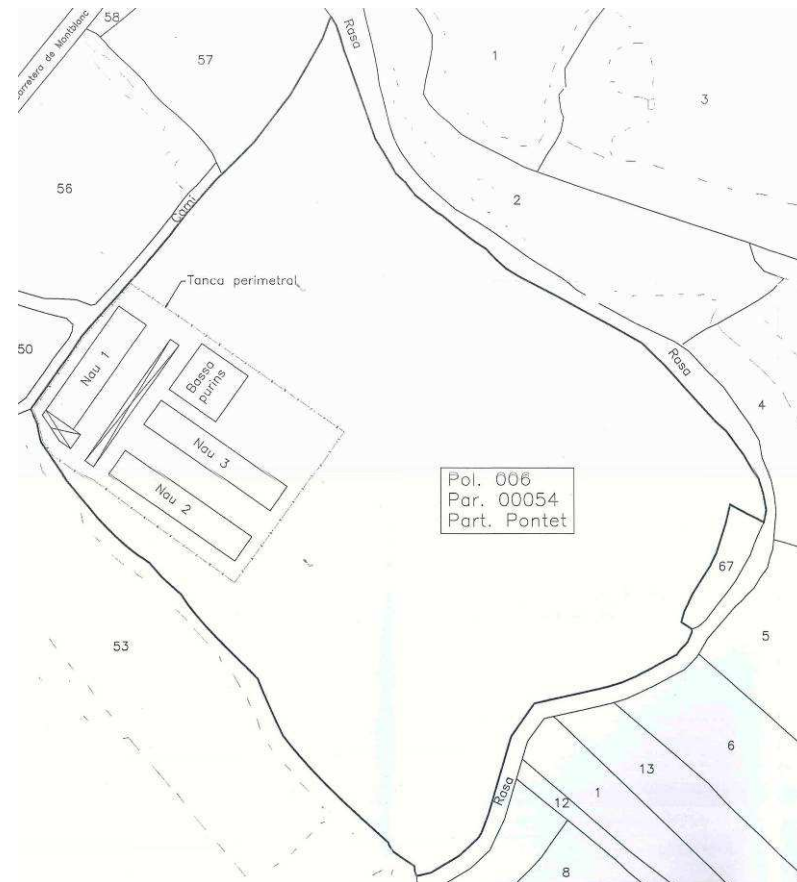 58
Carretera de Montblanc
57
Rasa
1
3
56
Camí
2
Tanca perimetral
50
Nau 1
Bassa
purins
Rasa
4
Nau 3
Nau 2
Pol. 006
Par. 00054
Part. Pontet
67
53
5
6
13
1
12
Rasa
8